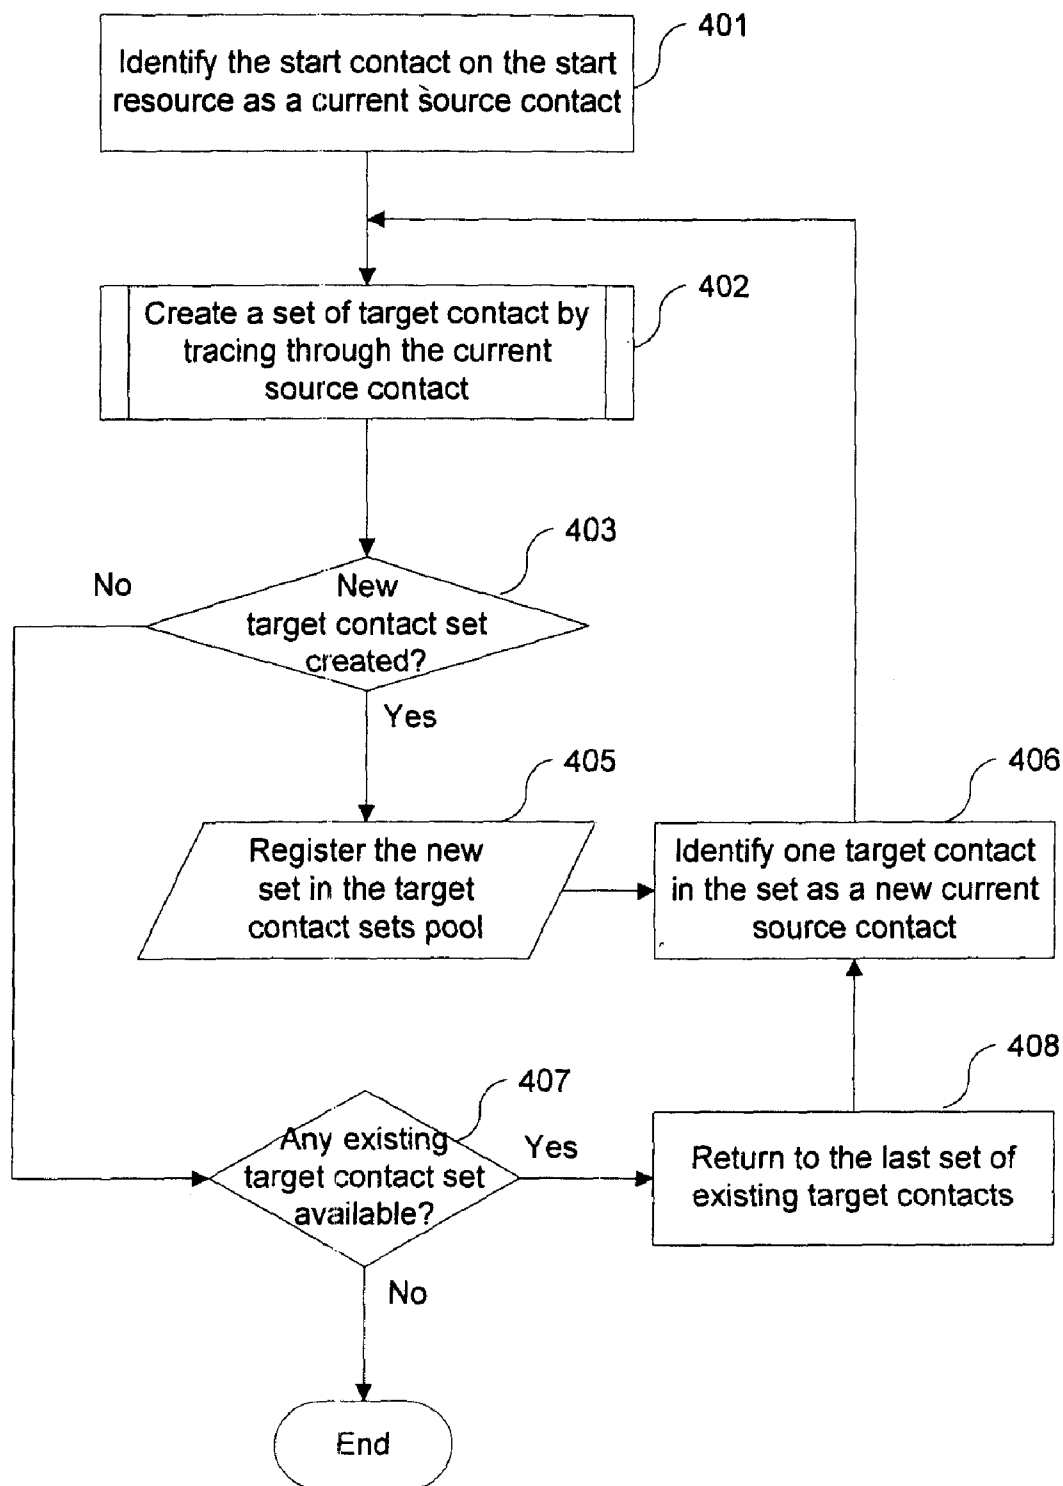 401
Identify the start contact on the start
resource as a current source contact
402
Create a set of target contact by
tracing through the current
source contact
403
No
New
target contact set
created?
Yes
405
406
Register the new
set in the target
contact sets pool
Identify one target contact
in the set as a new current
source contact
408
407
Any existing
target contact set
available?
Yes
Return to the last set of
existing target contacts
No
End